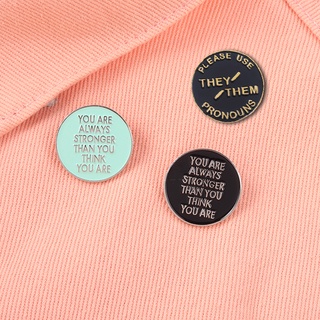 PLEASE USE
THEY/
/THEM
PRONOUNS
YOU ARE
ALWAYS
STRONGER
THAN YOU
THINK
YOU ARE
YOU ARE
ALWAYS
STRONGER
THAN YOU
THINK
YOU ARE